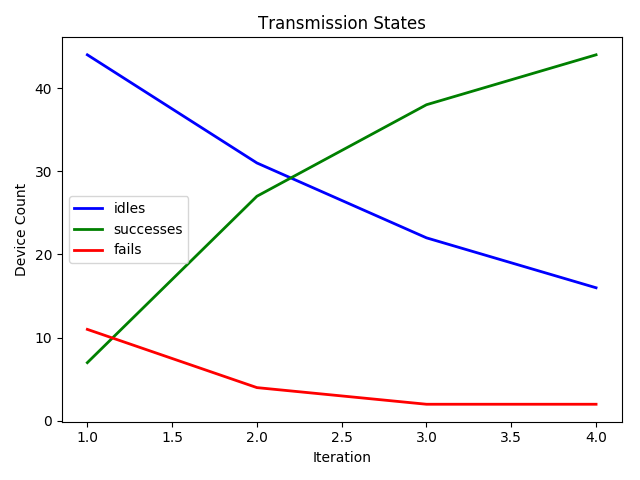 Transmission States
Device Count
40
30
20
10
0
idles
successes
fails
1.0 1.5 2.0 2.5 3.0 3.5 4.0
Iteration